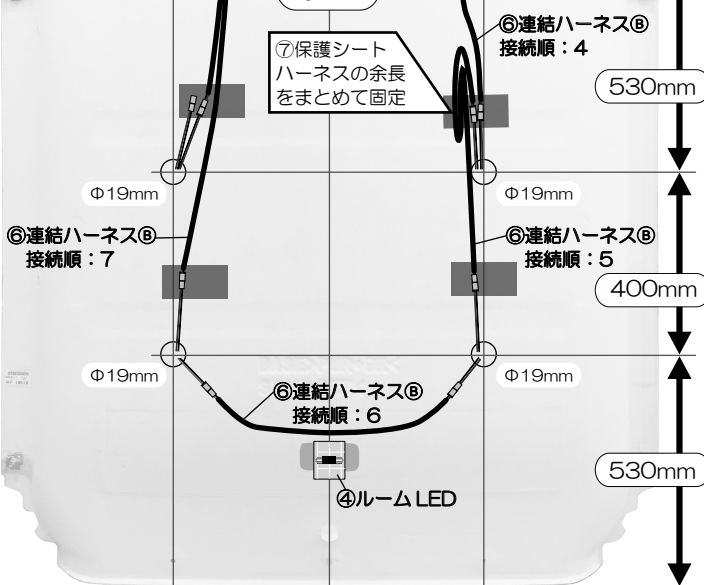 ⑥連結ハーネスⒷ
接続順：4
⑦保護シート
ハーネスの余長
をまとめて固定
530mm
Φ19mm
Φ19mm
⑥連結ハーネスⒷ
接続順：7
⑥連結ハーネスⒷ
接続順：5
400mm
Φ19mm
Φ19mm
⑥連結ハーネスⒷ
接続順：6
530mm
④ルーム LED